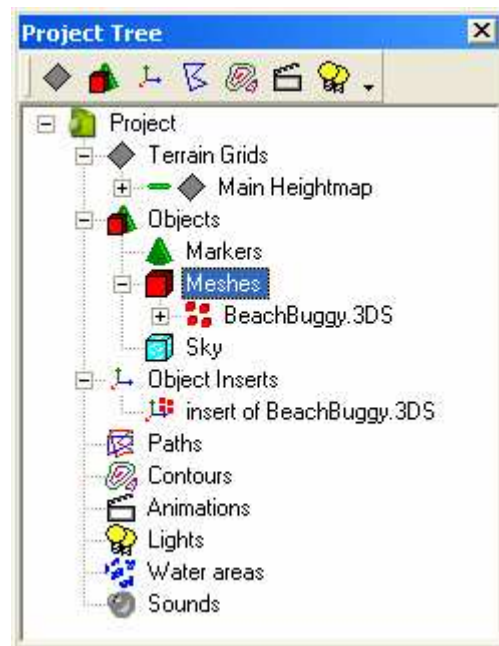 Project Tree
Project
Terrain Grids
Main Heightmap
Objects
Markers
Meshes
BeachBuggy.3DS
Sky
Object Inserts
insert of BeachBuggy.3DS
Paths
Contours
Animations
Lights
Water areas
Sounds